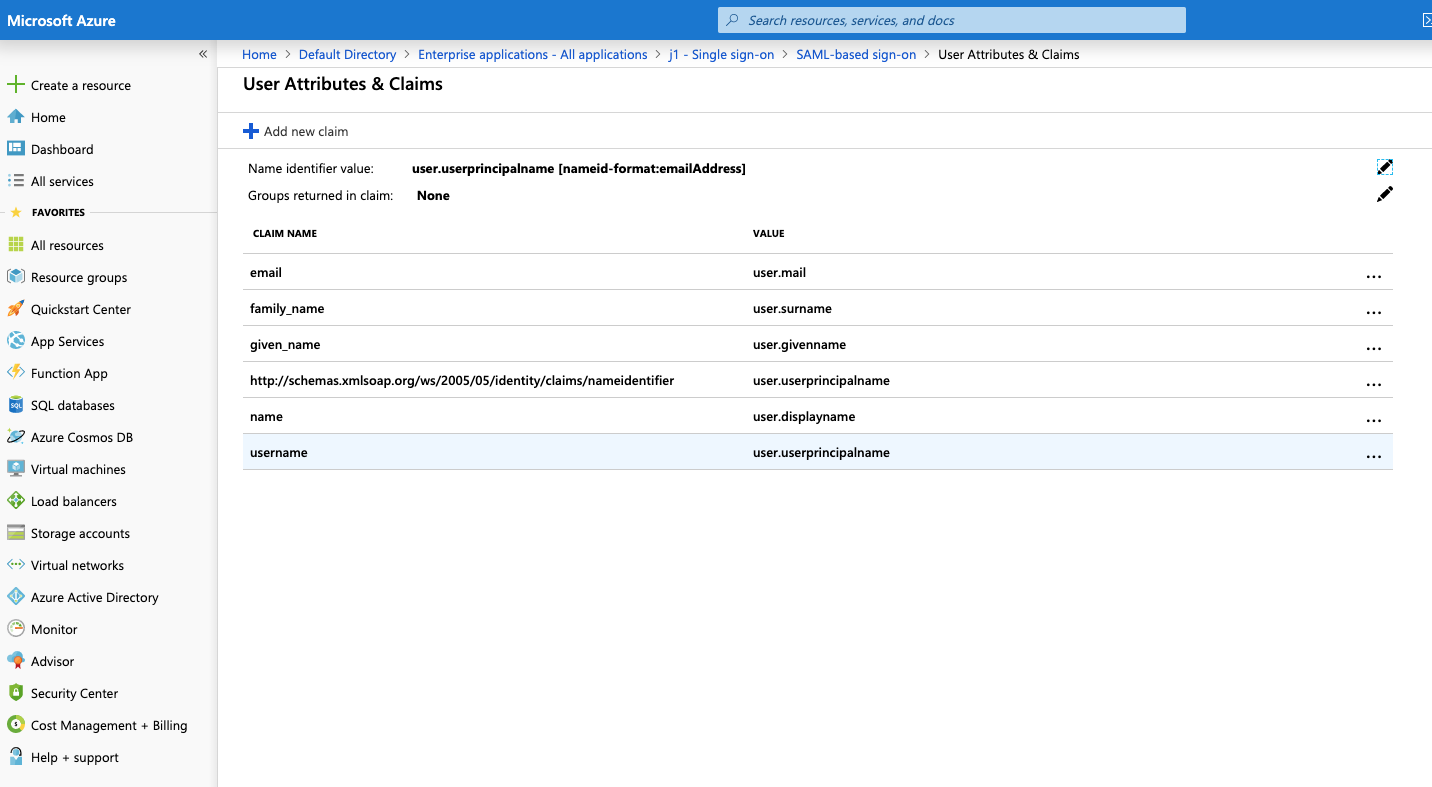 Microsoft Azure
Search resources, services, and docs
Home > Default Directory > Enterprise applications - All applications > j1 - Single sign-on > SAML-based sign-on > User Attributes & Claims
Create a resource
Home
Dashboard
All services
FAVORITES
All resources
Resource groups
Quickstart Center
App Services
Function App
SQL databases
Azure Cosmos DB
Virtual machines
Load balancers
Storage accounts
Virtual networks
Azure Active Directory
Monitor
Advisor
Security Center
Cost Management + Billing
Help + support
User Attributes & Claims
Add new claim
Name identifier value: user.userprincipalname [nameid-format:emailAddress]
Groups returned in claim: None
CLAIM NAME VALUE
email user.mail ...
family_name user.surname ...
given_name user.givenname ...
http://schemas.xmlsoap.org/ws/2005/05/identity/claims/nameidentifier user.userprincipalname ...
name user.displayname ...
username user.userprincipalname ...